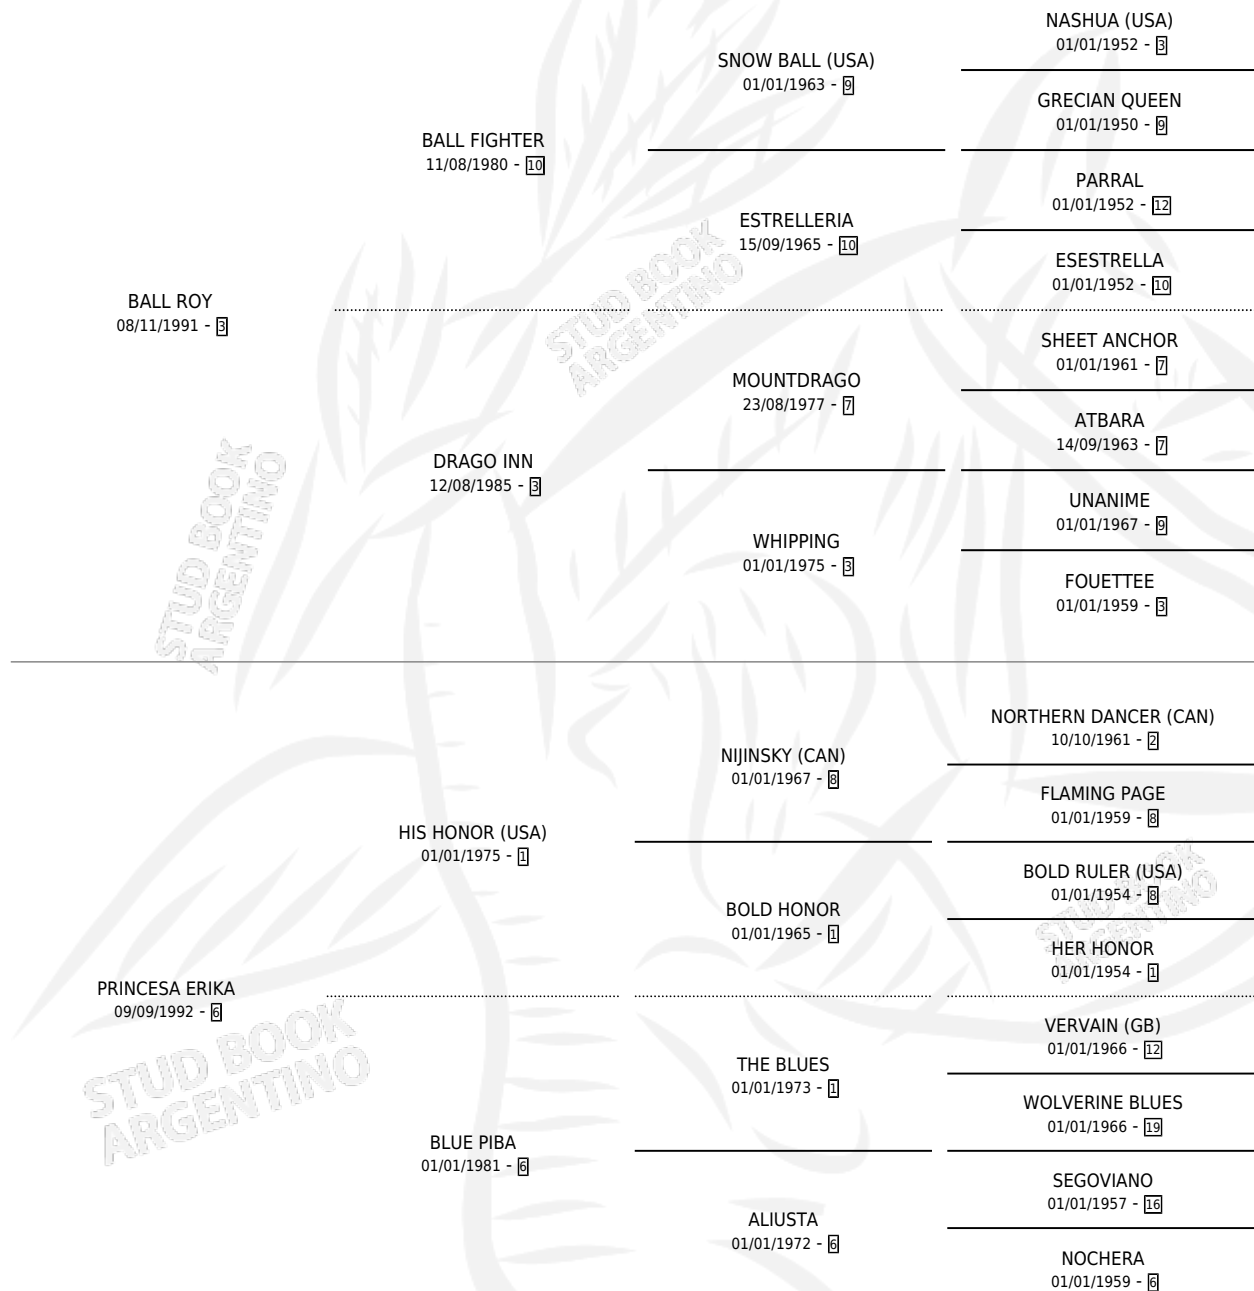 NASHUA (USA)
01/01/1952 - 3
SNOW BALL (USA)
01/01/1963 - 9
GRECIAN QUEEN
01/01/1950 - 9
BALL FIGHTER
11/08/1980 - 10
PARRAL
01/01/1952 - 12
ESTRELLERIA
15/09/1965 - 10
ESESTRELLA
01/01/1952 - 10
BALL ROY
08/11/1991 - 3
SHEET ANCHOR
01/01/1961 - 7
MOUNTDRAGO
23/08/1977 - 7
ATBARA
14/09/1963 - 7
DRAGO INN
12/08/1985 - 3
UNANIME
01/01/1967 - 9
WHIPPING
01/01/1975 - 3
FOUETTEE
01/01/1959 - 3
STUD BOOK
ARGENTINO
STUD BOOK
ARGENTINO
NORTHERN DANCER (CAN)
10/10/1961 - 2
NIJINSKY (CAN)
01/01/1967 - 8
FLAMING PAGE
01/01/1959 - 8
HIS HONOR (USA)
01/01/1975 - 1
BOLD RULER (USA)
01/01/1954 - 8
BOLD HONOR
01/01/1965 - 1
HER HONOR
01/01/1954 - 1
PRINCESA ERIKA
09/09/1992 - 6
VERVAIN (GB)
01/01/1966 - 12
THE BLUES
01/01/1973 - 1
WOLVERINE BLUES
01/01/1966 - 19
BLUE PIBA
01/01/1981 - 6
SEGOVIANO
01/01/1957 - 16
ALIUSTA
01/01/1972 - 6
NOCHERA
01/01/1959 - 6
STUD BOOK
ARGENTINO
STUD BOOK
ARGENTINO